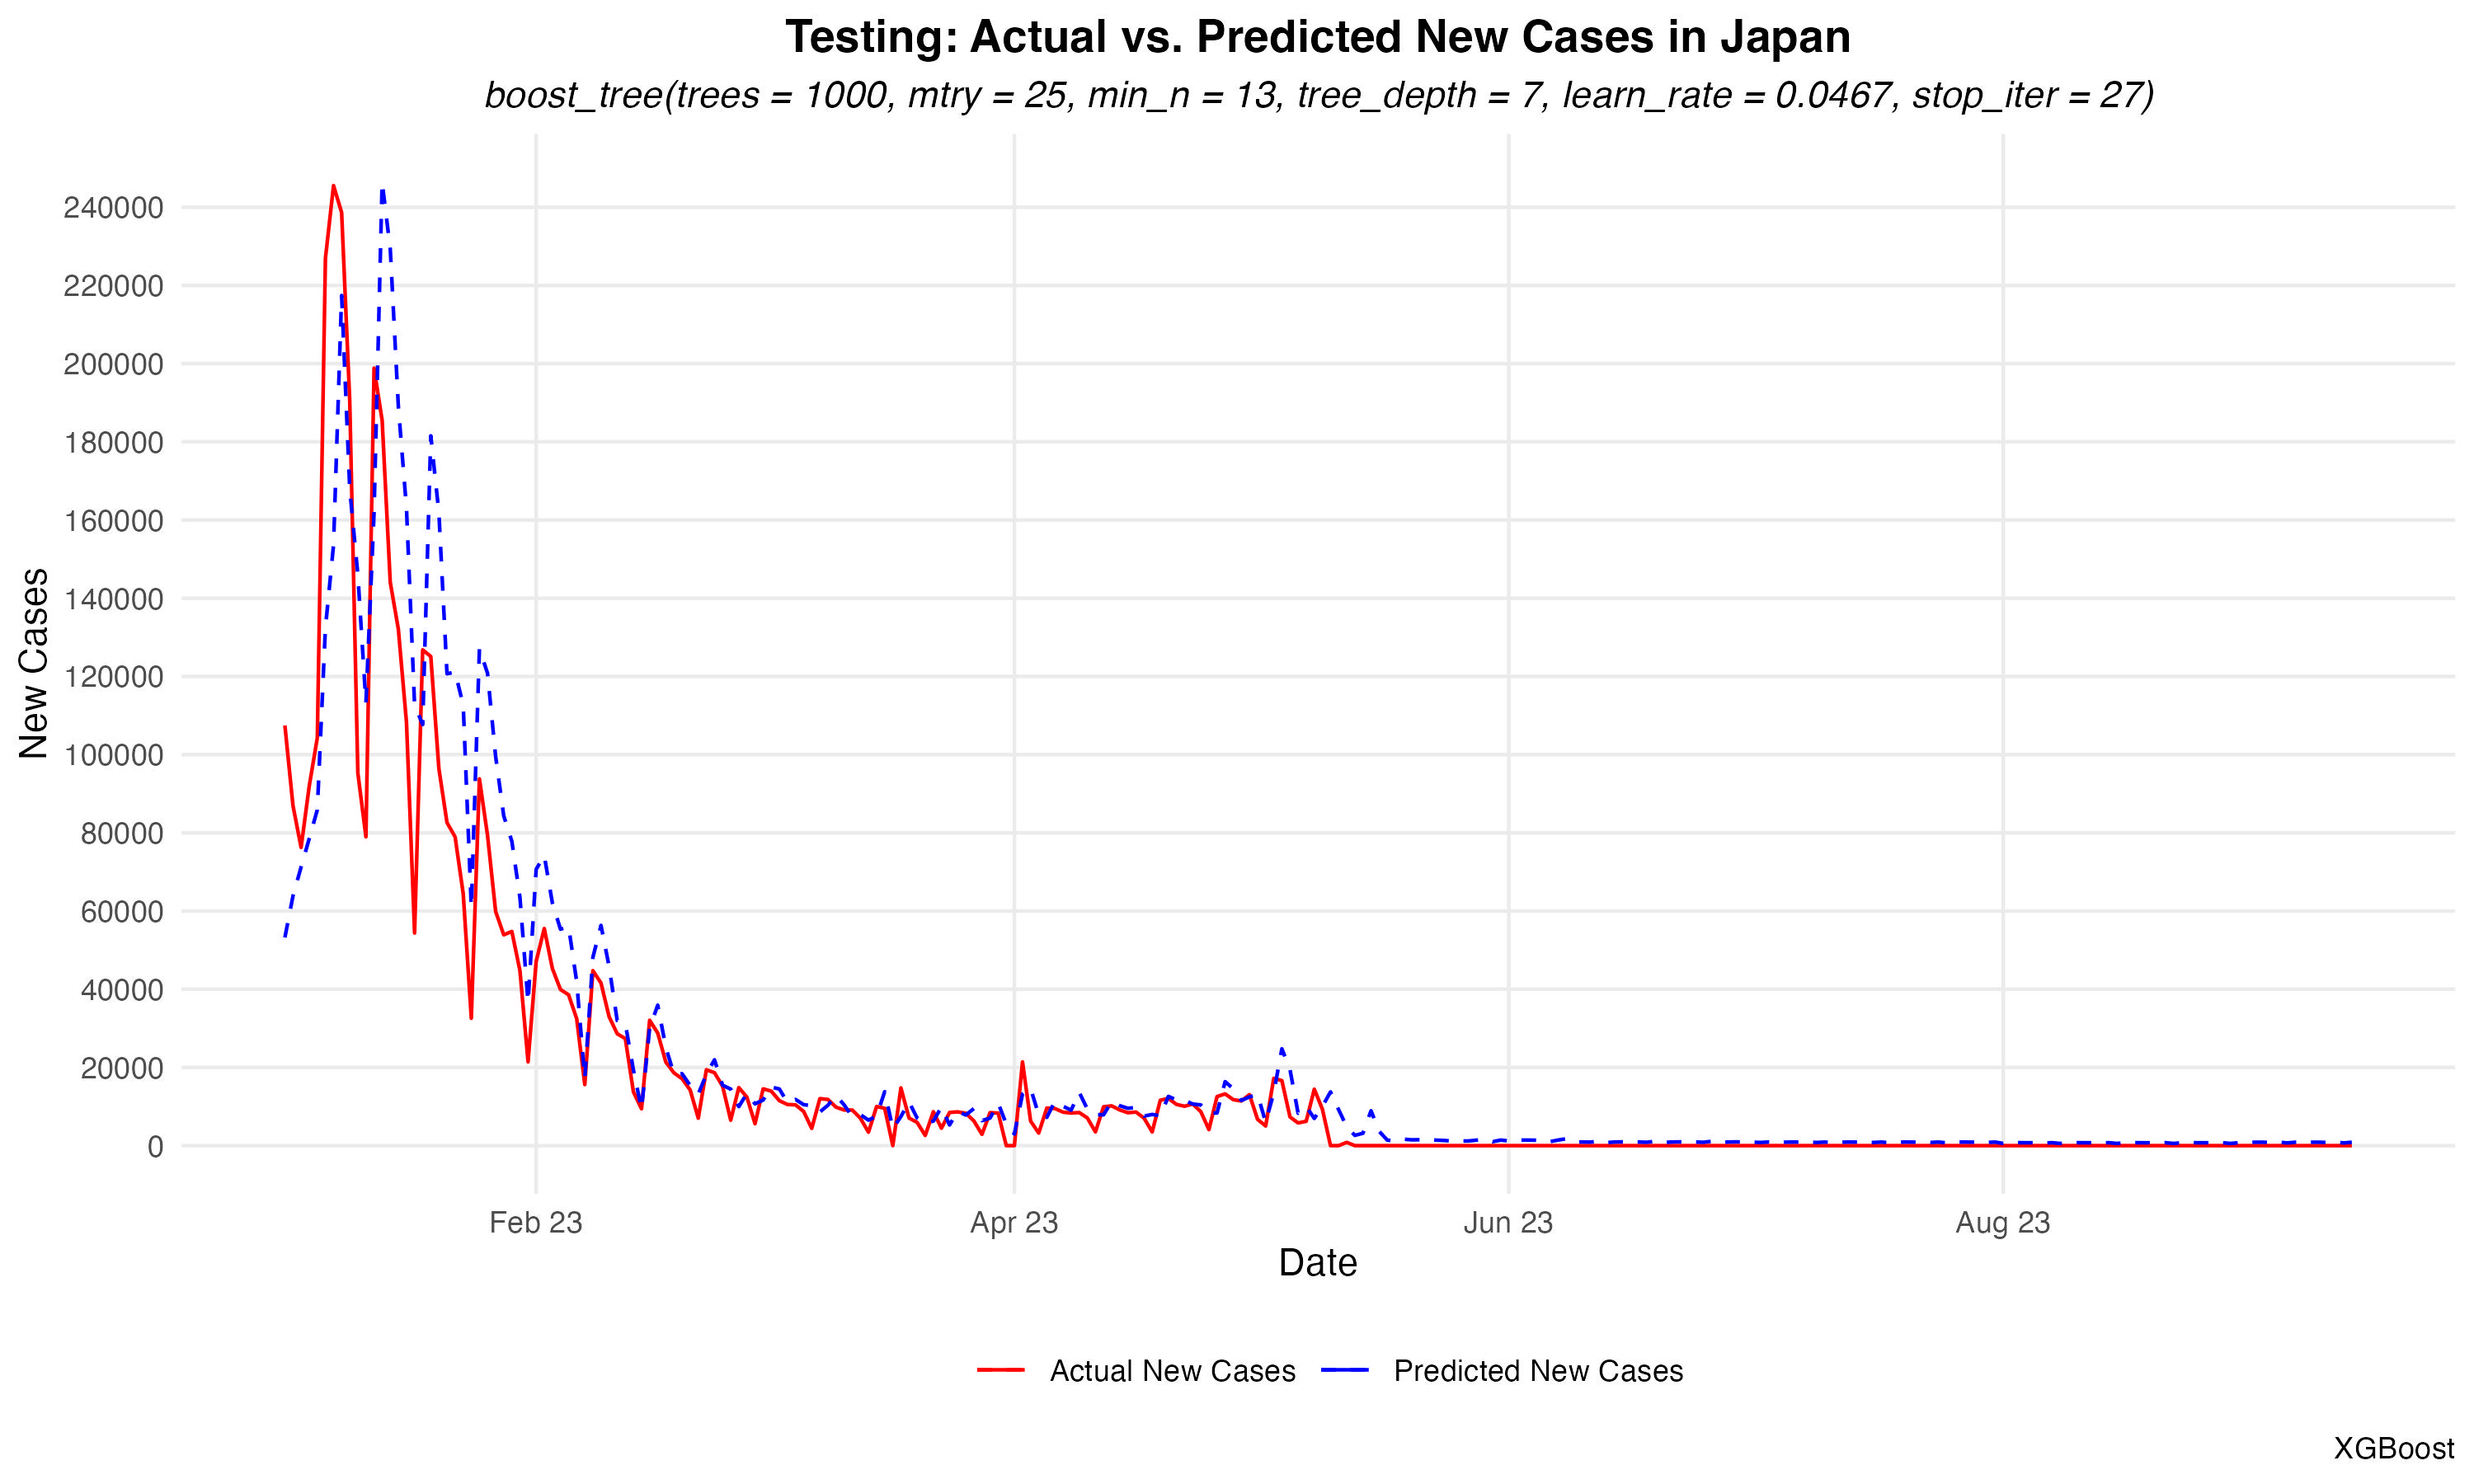 Testing: Actual vs. Predicted New Cases in Japan
boost_tree(trees = 1000, mtry = 25, min_n = 13, tree_depth = 7, learn_rate = 0.0467, stop_iter = 27)
New Cases
240000
220000
200000
180000
160000
140000
120000
100000
80000
60000
40000
20000
0
Feb 23 Apr 23 Jun 23 Aug 23
Date
Actual New Cases Predicted New Cases
XGBoost